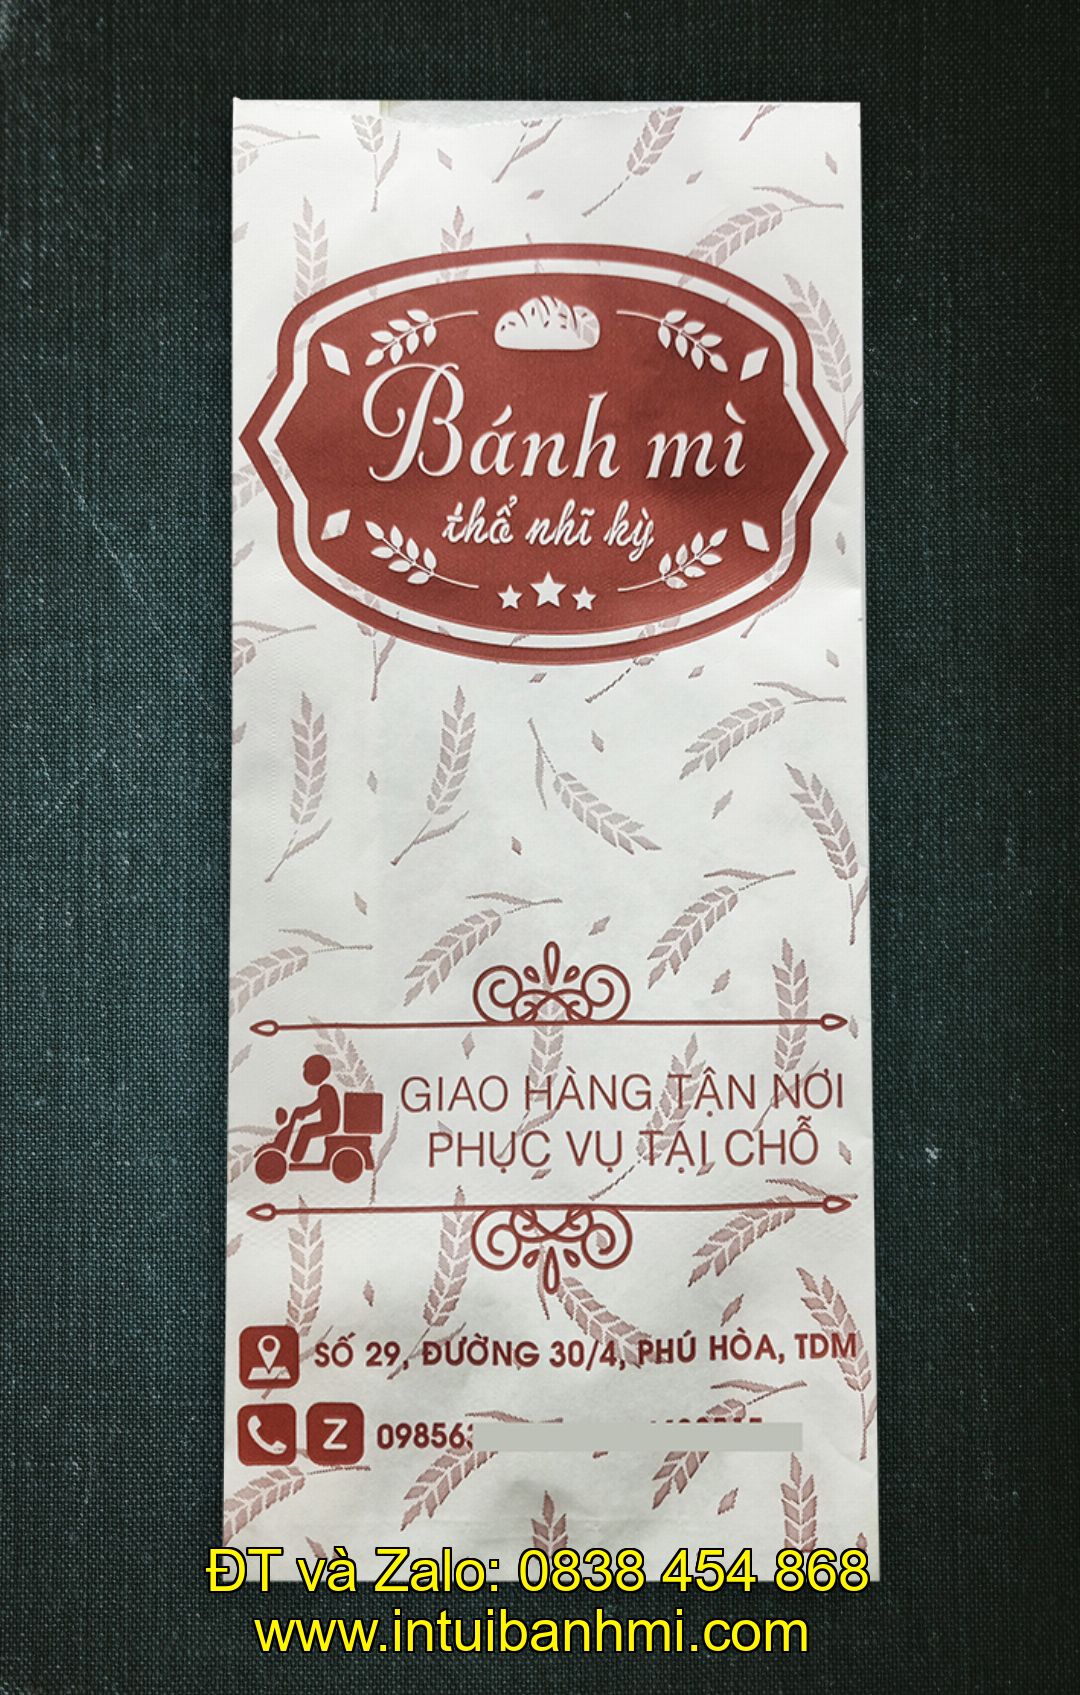 Bánh mì
thổ nhĩ kỳ
GIAO HÀNG TẬN NƠI
PHỤC VỤ TẠI CHỖ
SỐ 29, ĐƯỜNG 30/4, PHÚ HÒA, TDM
Z
ĐT và Zalo: 0838 454 868
www.intuibanhmi.com